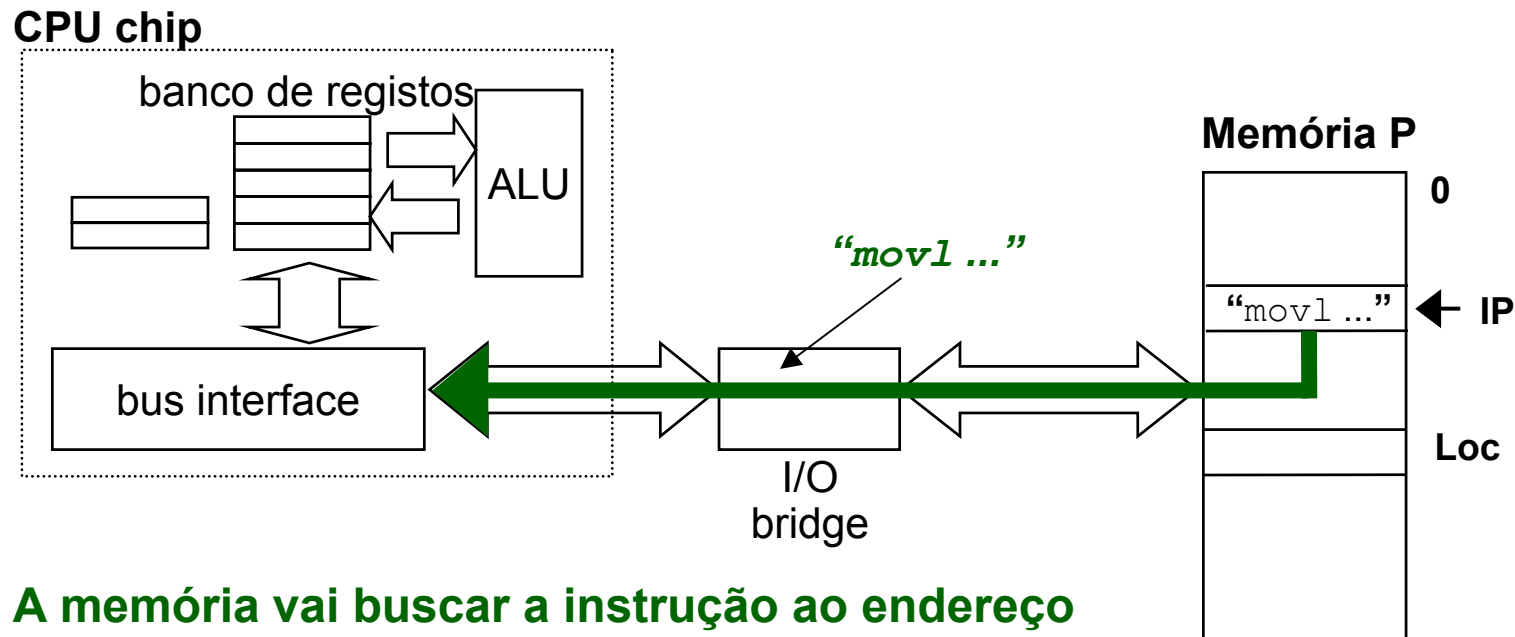 CPU chip
banco de registos
ALU
Memória P
0
“movl ...”
“movl ...”
IP
bus interface
Loc
I/O
bridge
A memória vai buscar a instrução ao endereço